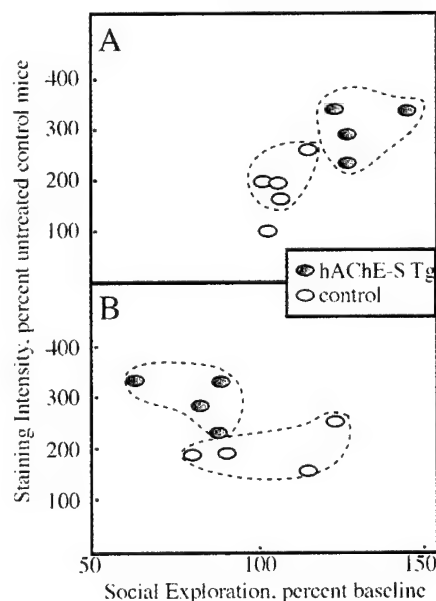 A
400
300
200
100
hAChE-S Tg
control
B
400
300
200
100
50
100
150
Staining Intensity, percent untreated control mice
Social Exploration, percent baseline